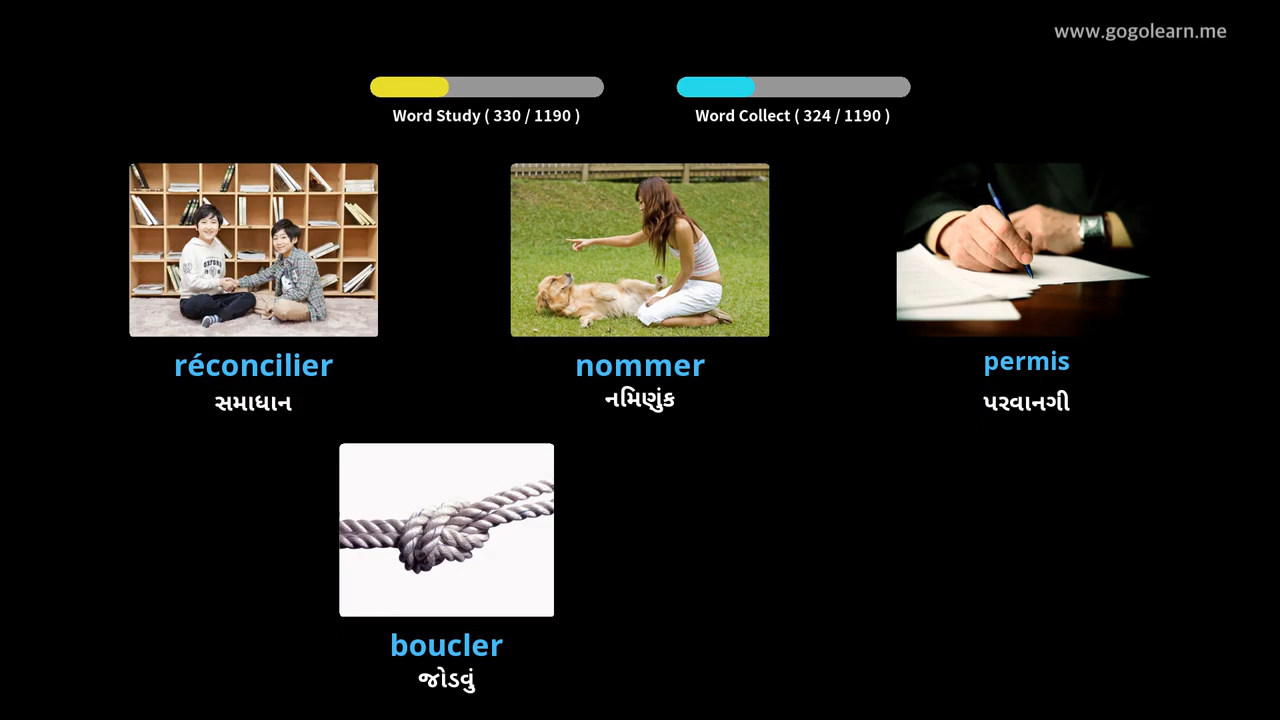 www.gogolearn.me
Word Study ( 330 / 1190 )
Word Collect ( 324 / 1190 )
réconcilier
સમાધાન
nommer
નમિણુંક
permis
પરવાનગી
boucler
જોડવું